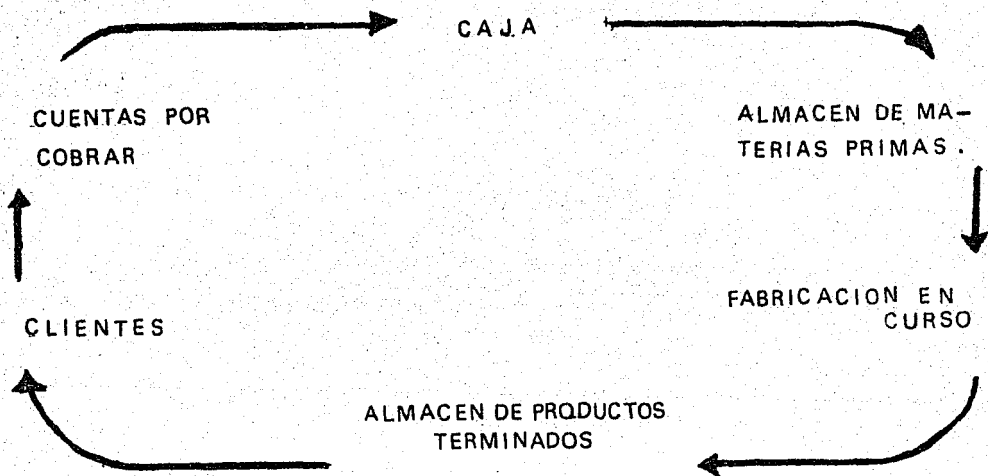 CAJA
CUENTAS POR
COBRAR
ALMACEN DE MA-
TERIAS PRIMAS.
CLIENTES
FABRICACION EN
CURSO
ALMACEN DE PRODUCTOS
TERMINADOS